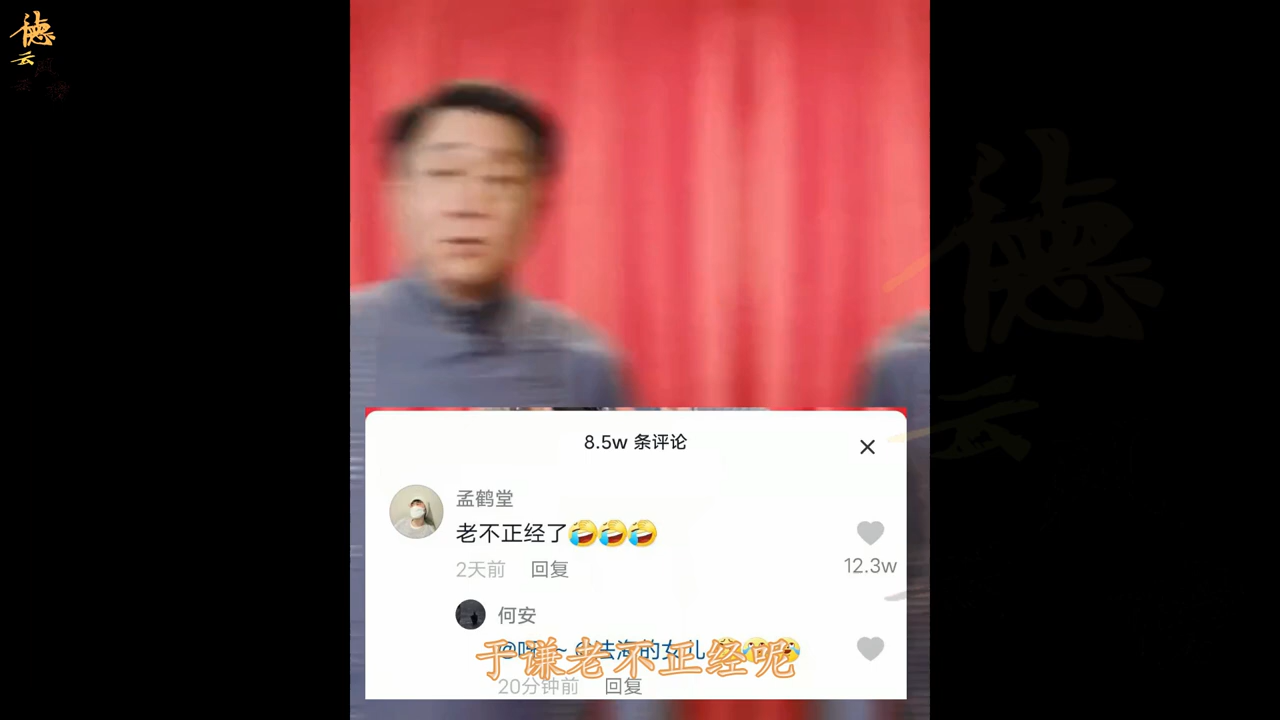 德
云
8.5w 条评论
孟鹤堂
老不正经了🤣🤣🤣
12.3w
2天前 回复
何安
于谦老不正经呢
20分钟前 回复
德
云